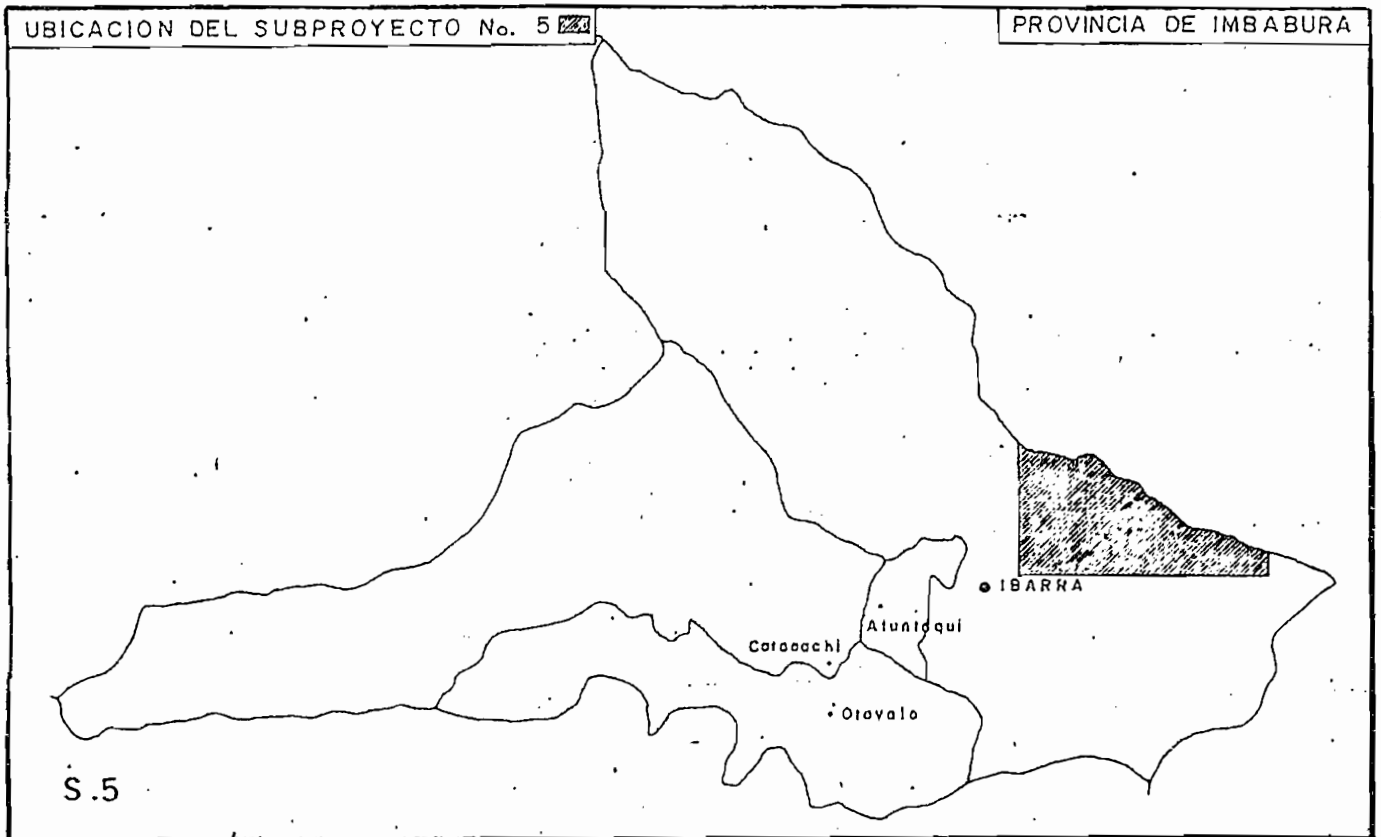 UBICACION DEL SUBPROYECTO No. 5
PROVINCIA DE IMBABURA
IBARRA
Atuntaqui
Cotacachi
Otavalo
S.5